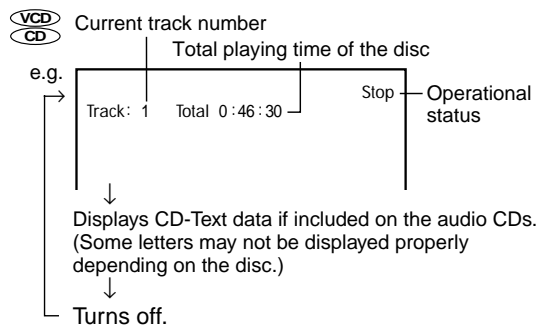 VCD
CD
Current track number
Total playing time of the disc
e.g.
Stop
Operational
status
Track: 1 Total 0:46:30
Displays CD-Text data if included on the audio CDs.
(Some letters may not be displayed properly
depending on the disc.)
Turns off.